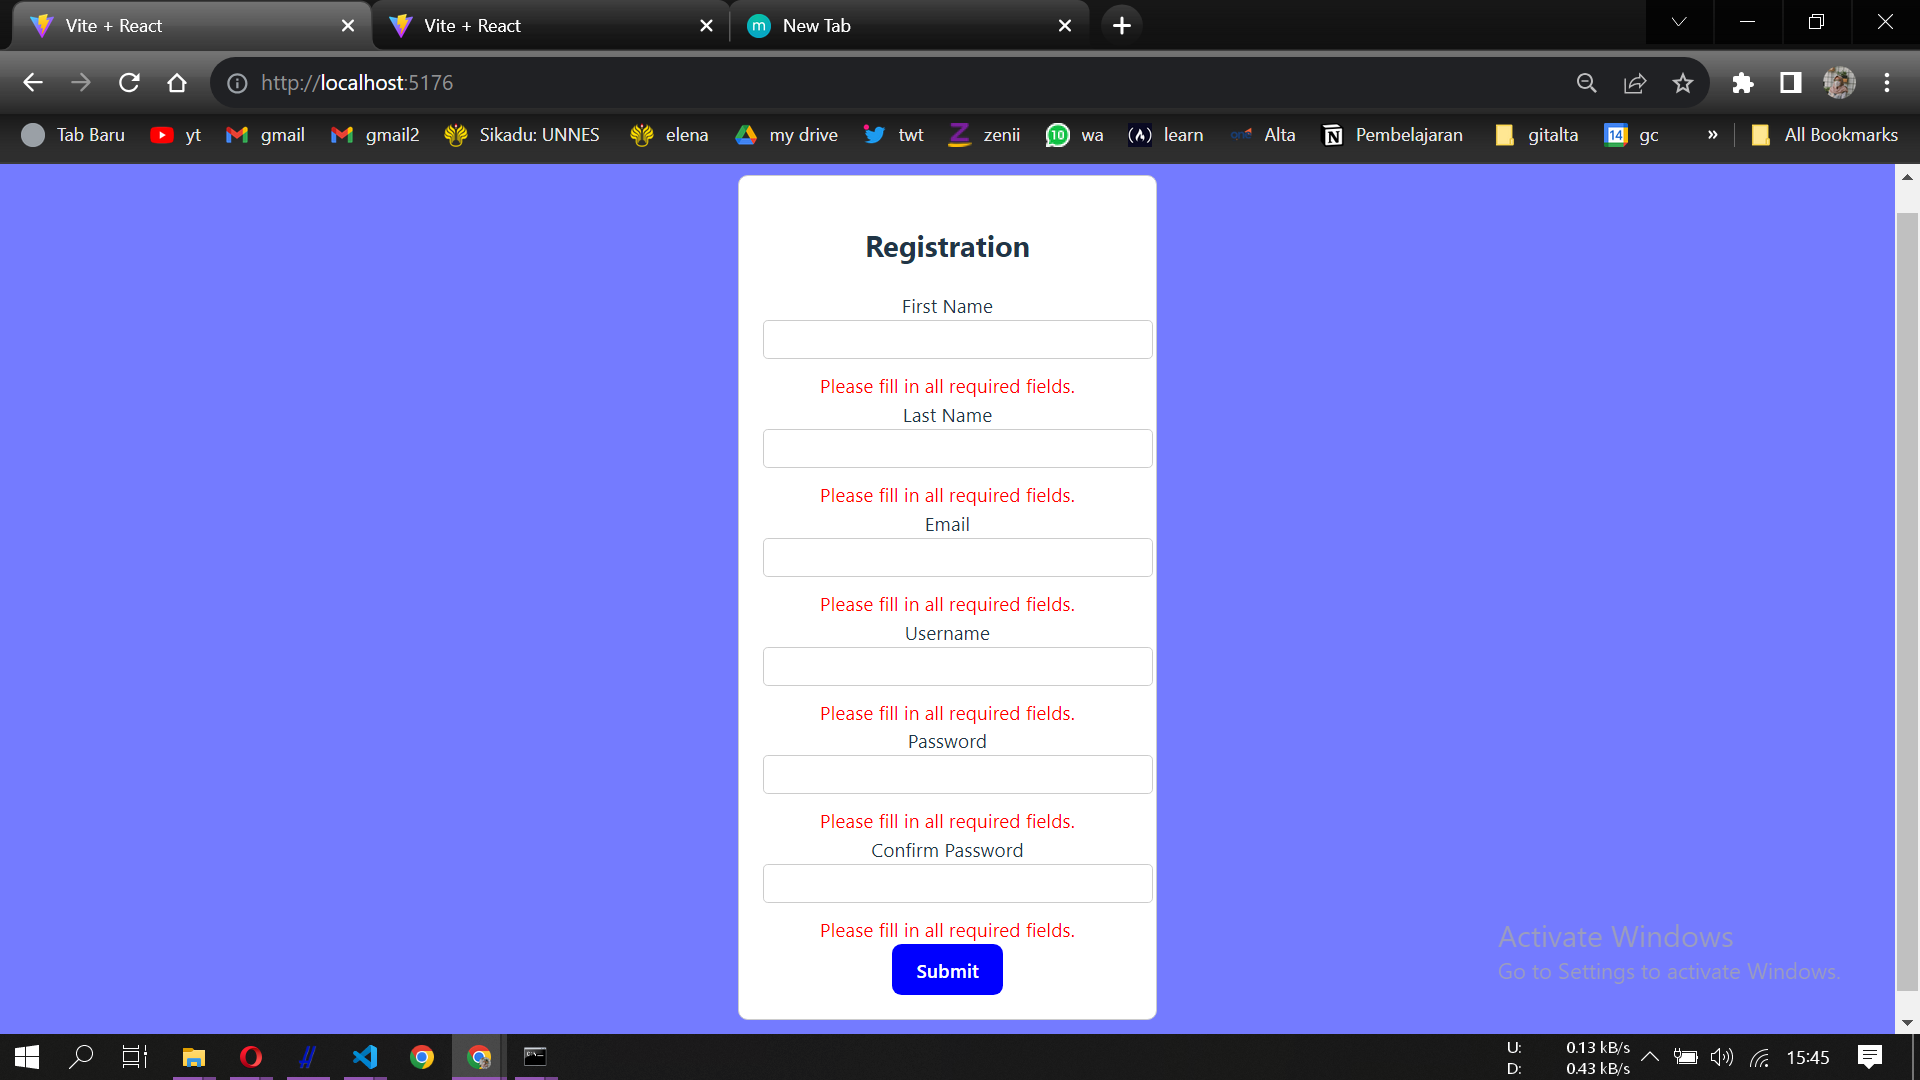 Vite + React
Vite + React
New Tab
http://localhost:5176
Tab Baru
yt
gmail
gmail2
Sikadu: UNNES
elena
my drive
twt
zenii
10
wa
learn
Alta
Pembelajaran
gitalta
14
gc
»
All Bookmarks
Registration
First Name
Please fill in all required fields.
Last Name
Please fill in all required fields.
Email
Please fill in all required fields.
Username
Please fill in all required fields.
Password
Please fill in all required fields.
Confirm Password
Please fill in all required fields.
Submit
Activate Windows
Go to Settings to activate Windows.
U: 0.13 kB/s
D: 0.43 kB/s
15:45